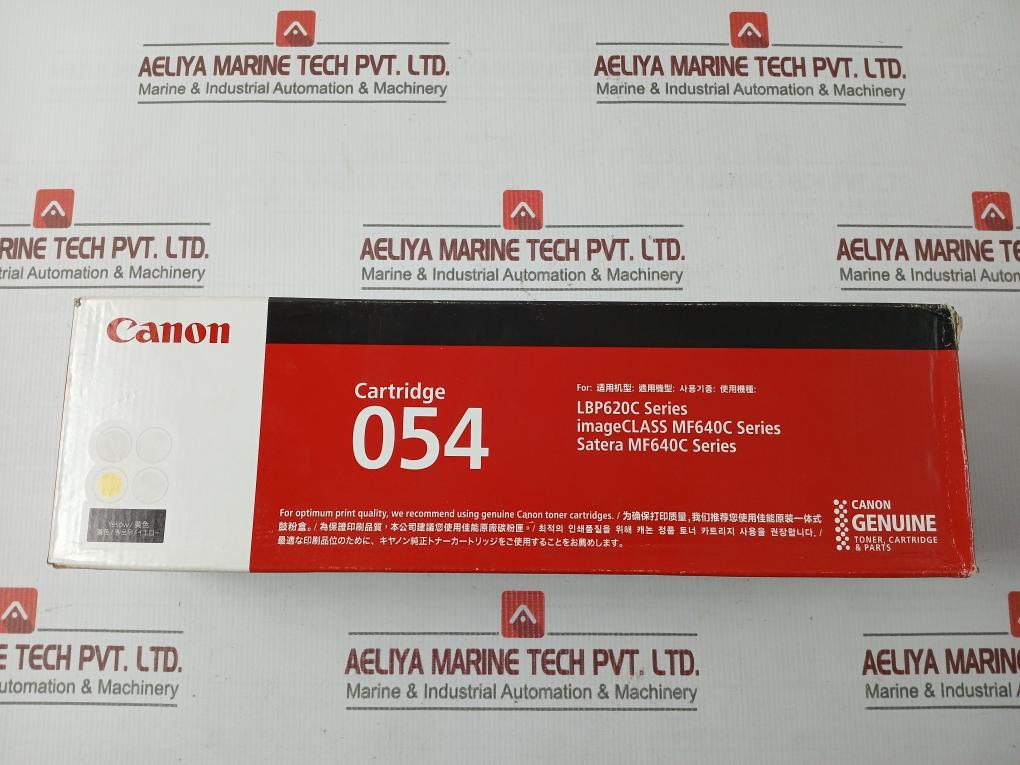 AELIYA MARINE TECH PVT. LTD.
Marine & Industrial Automation & Machinery
AELIYA MARINE TECH PVT. LTD.
Marine & Industrial Automation & Machinery
RINE TECH PVT. LTD.
trial Automation & Machinery
AELIYA MARINE TECH PVT. LTD.
Marine & Industrial Automation & Machinery
AELIYA MARINE TE
Marine & Industrial Autom
Canon
Cartridge
054
For: 适用机型: 適用機型: 사용기종: 使用機種:
LBP620C Series
imageCLASS MF640C Series
Satera MF640C Series
Yellow / 黄色
黃色 / 옐로우 / イエロー
For optimum print quality, we recommend using genuine Canon toner cartridges. / 为确保打印质量,我们推荐您使用佳能原装一体式
鼓粉盒。/ 為保證印刷品質,本公司建議您使用佳能原廠碳粉匣。/ 최적의 인쇄품질을 위해 캐논 정품 토너 카트리지 사용을 권장합니다. /
最適な印刷品位のために、キヤノン純正トナーカートリッジをご使用することをお薦めします。
CANON
GENUINE
TONER, CARTRIDGE
& PARTS
E TECH PVT. LTD.
utomation & Machinery
AELIYA MARINE TECH PVT. LTD.
Marine & Industrial Automation & Machinery
AELIYA MARIN
Marine & Industrial A